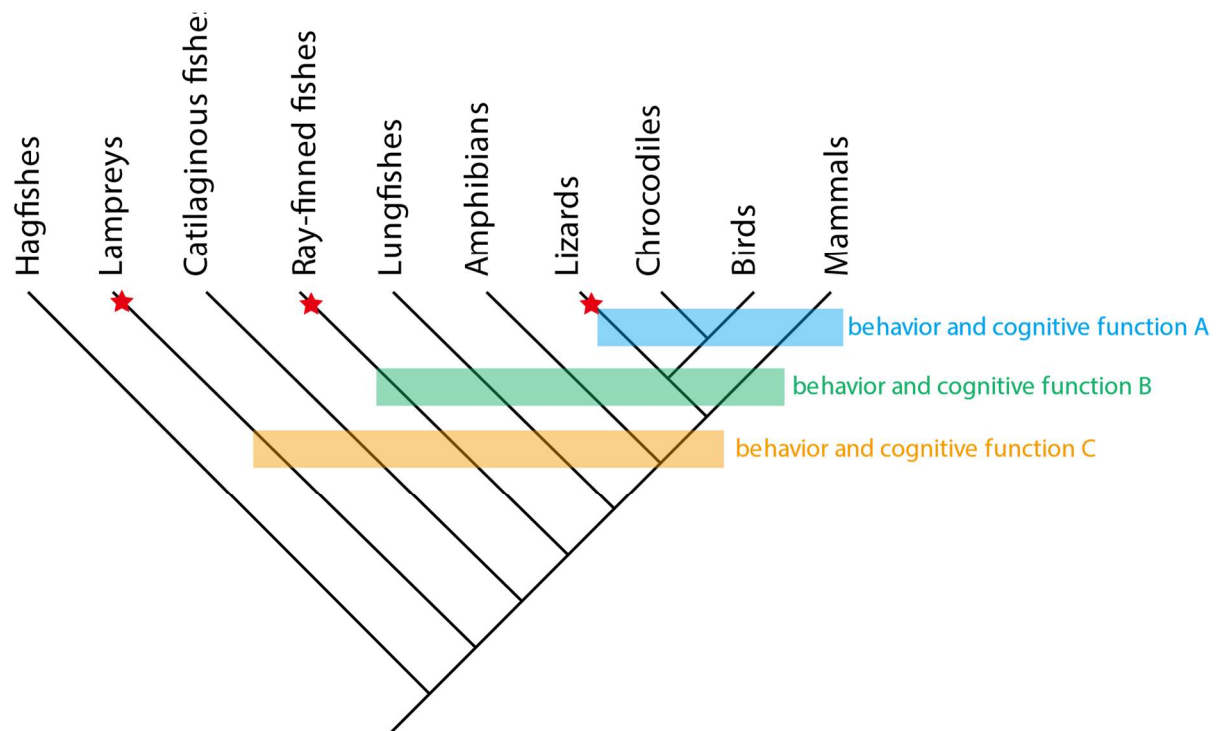 Hagfishes
Lampreys
Catilaginous fishe
Ray-finned fishes
Lungfishes
Amphibians
Lizards
Chrocodiles
Birds
Mammals
behavior and cognitive function A
behavior and cognitive function B
behavior and cognitive function C